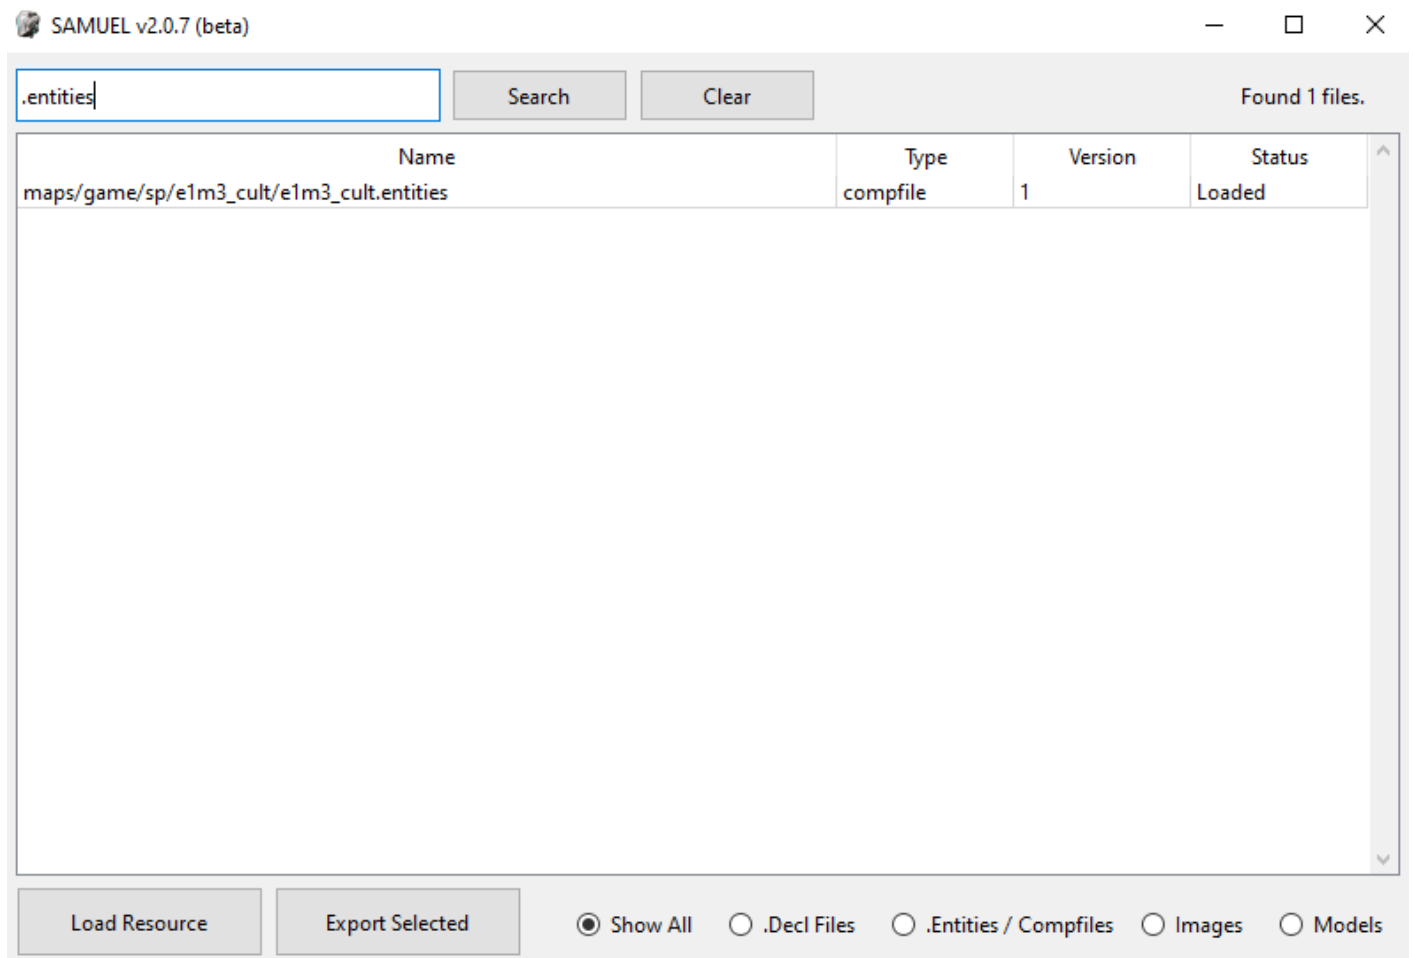 SAMUEL v2.0.7 (beta)
.entities
Search
Clear
Found 1 files.
Name Type Version Status
maps/game/sp/e1m3_cult/e1m3_cult.entities compfile 1 Loaded
Load Resource
Export Selected
Show All
.Decl Files
.Entities / Compfiles
Images
Models